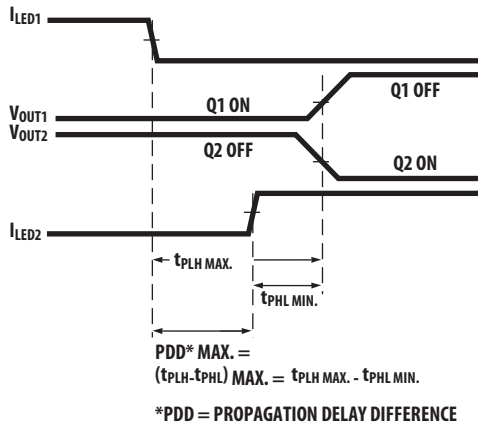 ILED1
VOUT1
VOUT2
Q1 ON
Q1 OFF
Q2 OFF
Q2 ON
ILED2
tPLH MAX.
tPHL MIN.
PDD* MAX. =
(tPLH-tPHL) MAX. = tPLH MAX. - tPHL MIN.
*PDD = PROPAGATION DELAY DIFFERENCE